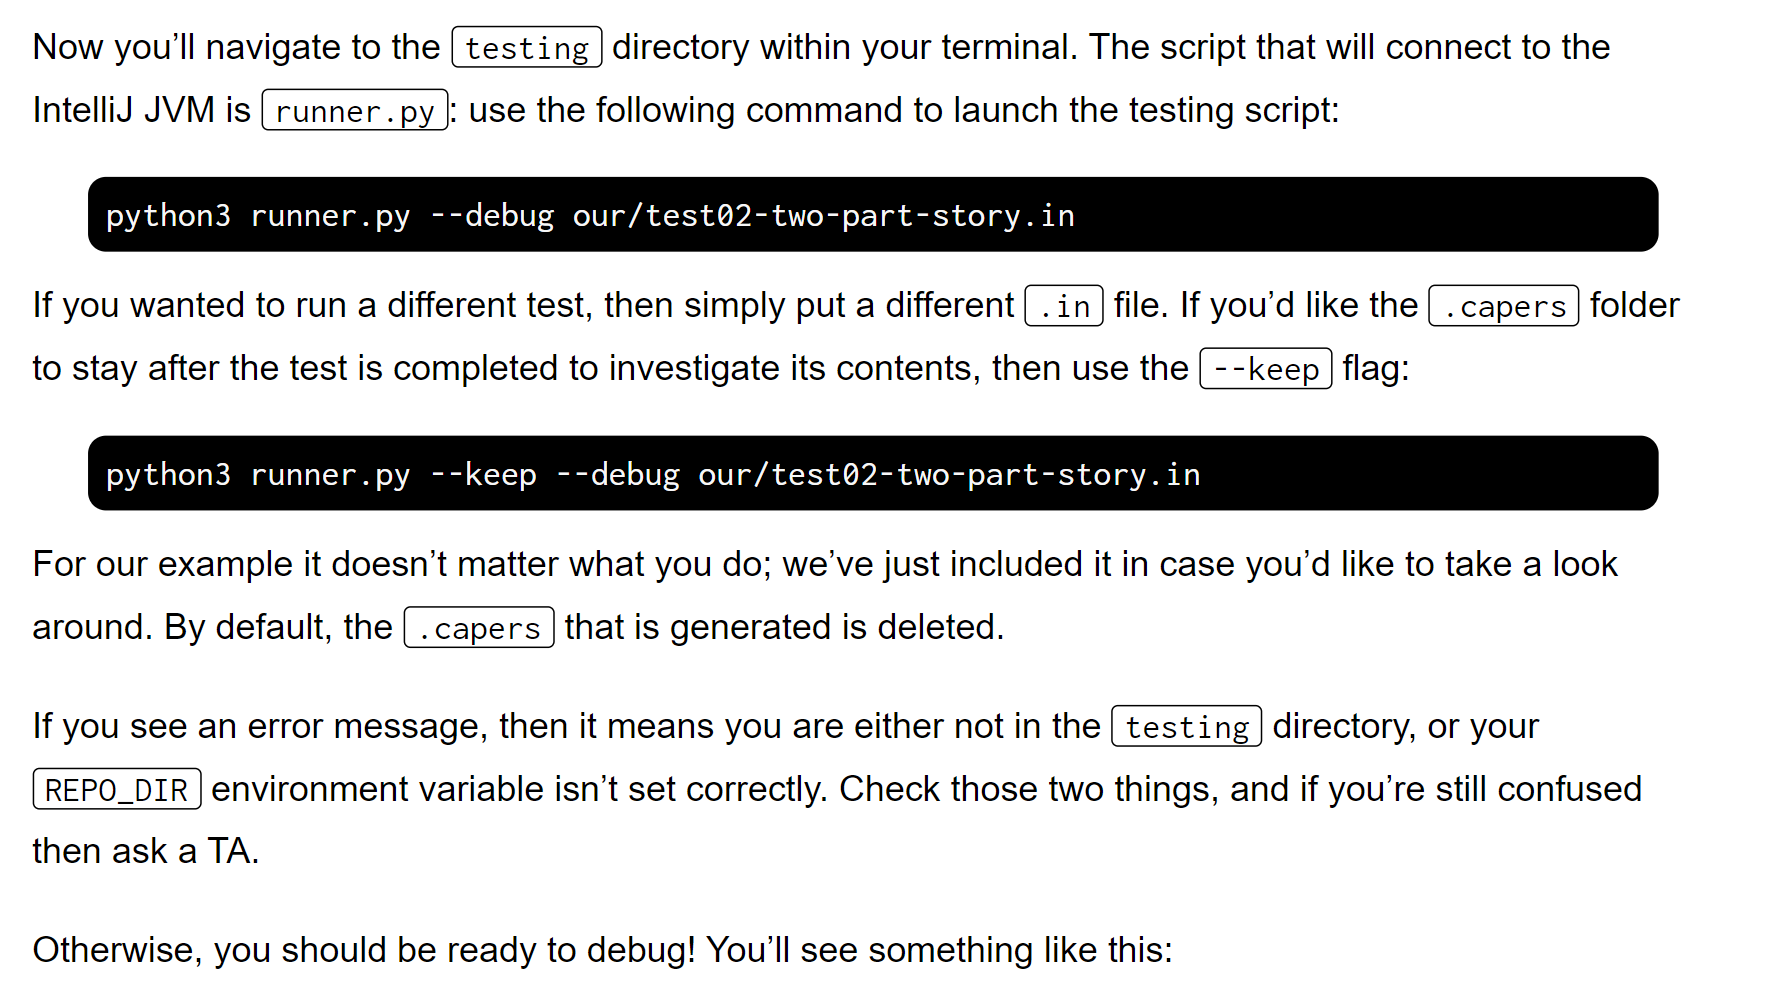 Now you’ll navigate to the testing directory within your terminal. The script that will connect to the
IntelliJ JVM is runner.py: use the following command to launch the testing script:
python3 runner.py --debug our/test02-two-part-story.in
If you wanted to run a different test, then simply put a different .in file. If you’d like the .capers folder
to stay after the test is completed to investigate its contents, then use the --keep flag:
python3 runner.py --keep --debug our/test02-two-part-story.in
For our example it doesn’t matter what you do; we’ve just included it in case you’d like to take a look
around. By default, the .capers that is generated is deleted.
If you see an error message, then it means you are either not in the testing directory, or your
REPO_DIR environment variable isn’t set correctly. Check those two things, and if you’re still confused
then ask a TA.
Otherwise, you should be ready to debug! You’ll see something like this: